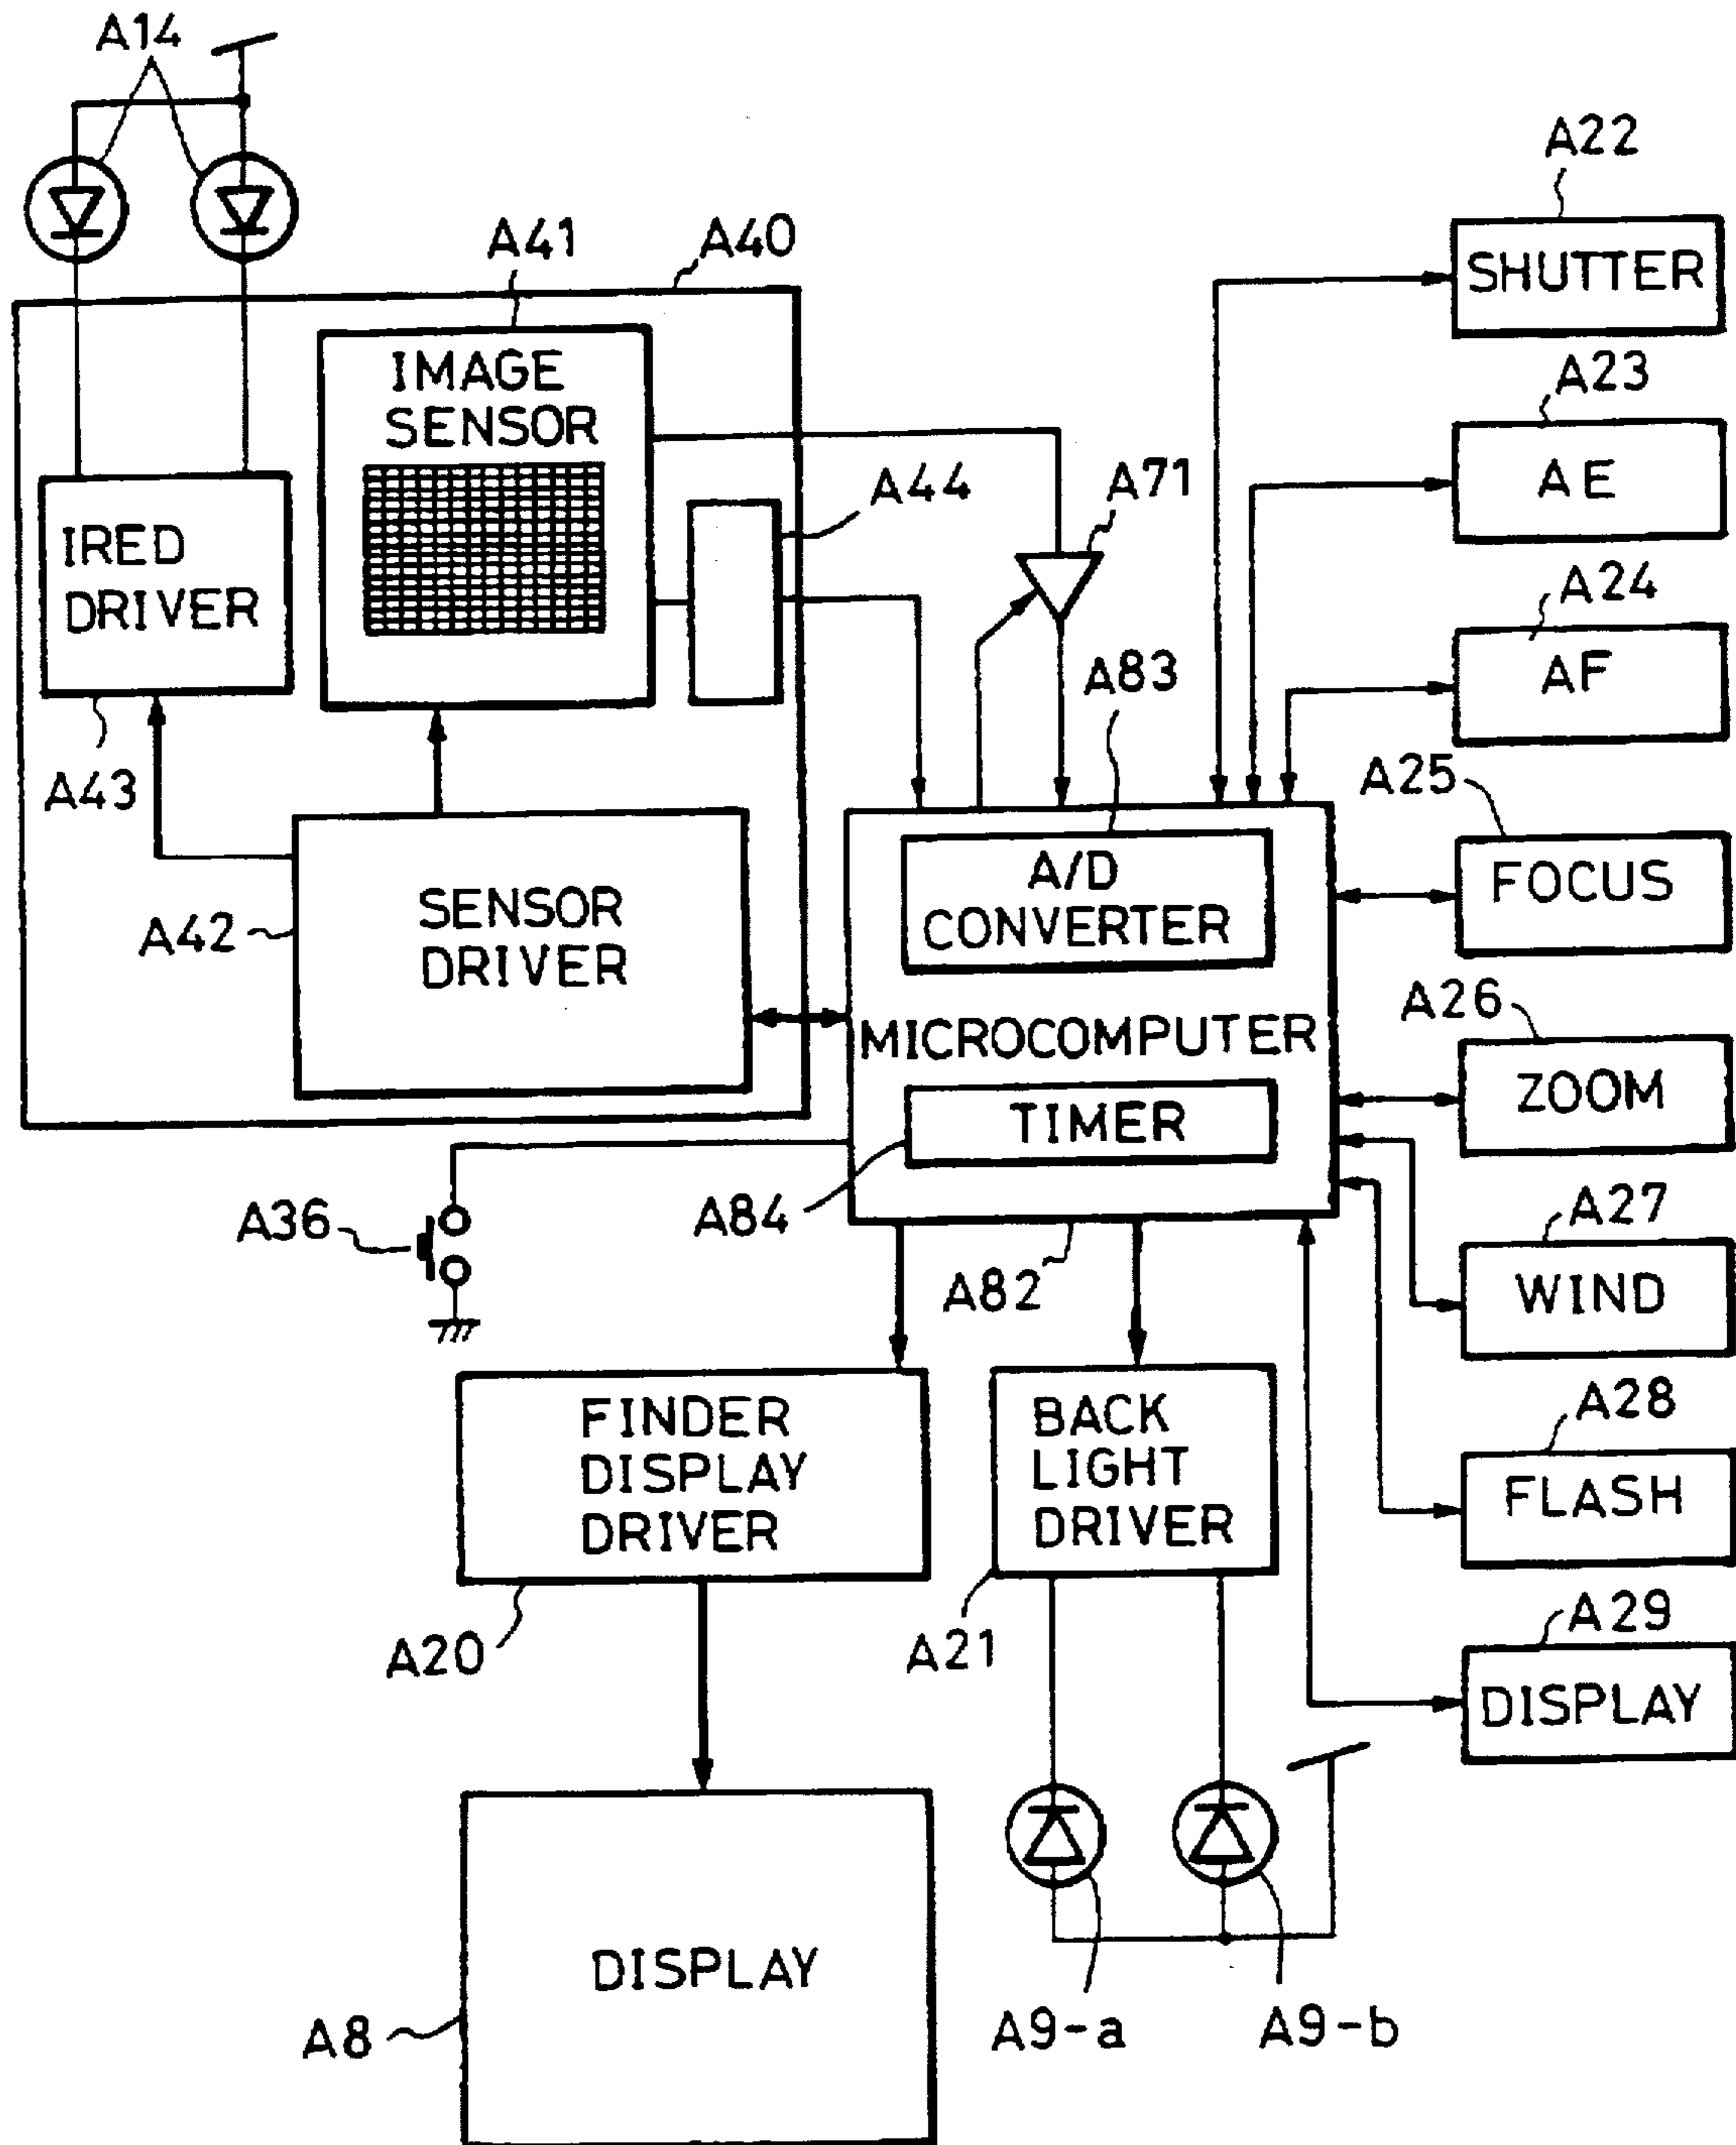 A14
A22
SHUTTER
A41
A40
IMAGE
SENSOR
A23
AE
A44
A71
IRED
DRIVER
A24
AF
A83
A43
A25
FOCUS
A/D
CONVERTER
SENSOR
DRIVER
A42
MICROCOMPUTER
A26
ZOOM
TIMER
A36
A84
A27
WIND
A82
A28
FLASH
FINDER
DISPLAY
DRIVER
BACK
LIGHT
DRIVER
A20
A21
A29
DISPLAY
DISPLAY
A8
A9-a
A9-b